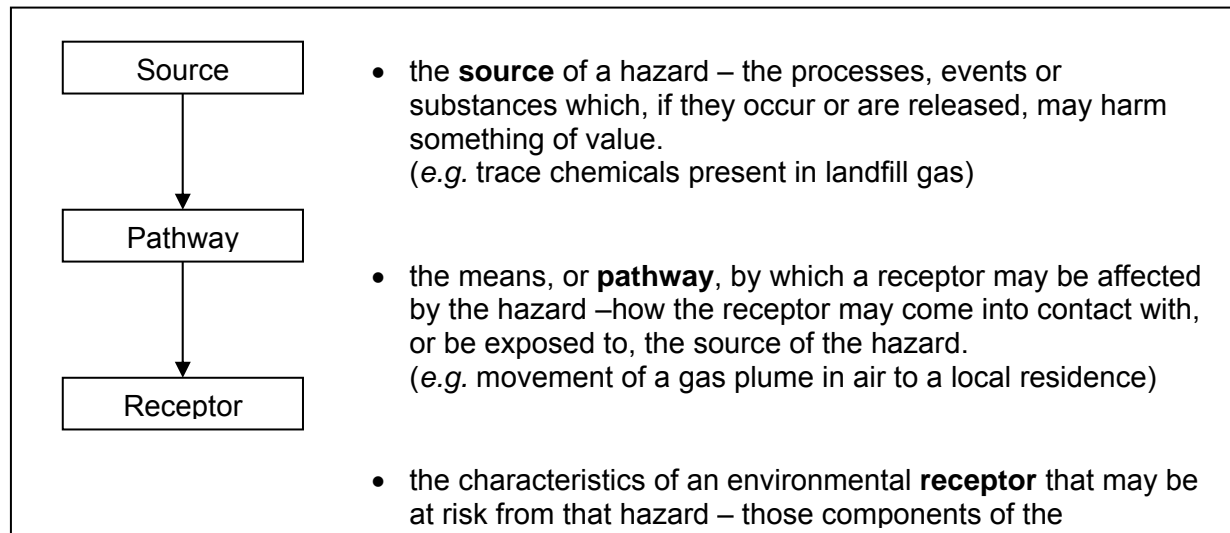 Source
Pathway
Receptor
• the source of a hazard – the processes, events or
substances which, if they occur or are released, may harm
something of value.
(e.g. trace chemicals present in landfill gas)
• the means, or pathway, by which a receptor may be affected
by the hazard –how the receptor may come into contact with,
or be exposed to, the source of the hazard.
(e.g. movement of a gas plume in air to a local residence)
• the characteristics of an environmental receptor that may be
at risk from that hazard – those components of the